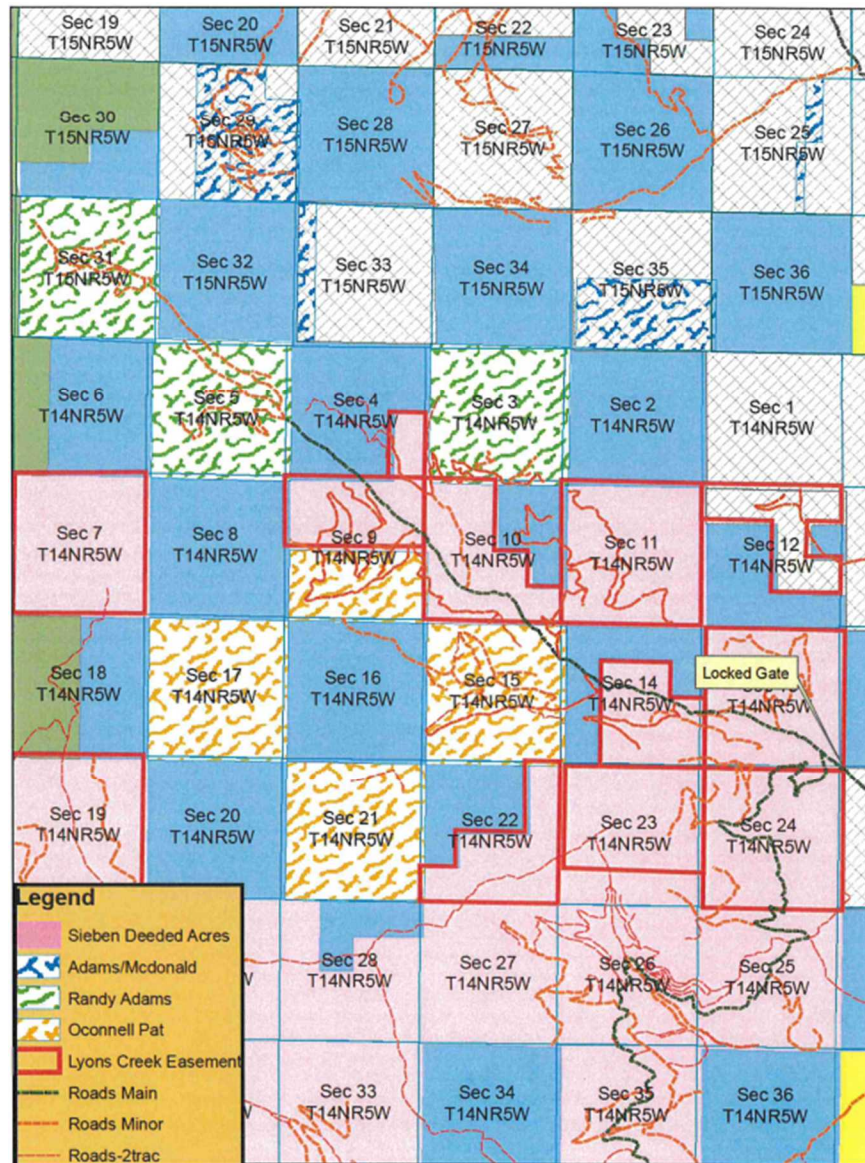 Sec 19
T15NR5W
Sec 20
T15NR5W
Sec 21
T15NR5W
Sec 22
T15NR5W
Sec 23
T15NR5W
Sec 24
T15NR5W
Sec 30
T15NR5W
Sec 29
T15NR5W
Sec 28
T15NR5W
Sec 27
T15NR5W
Sec 26
T15NR5W
Sec 25
T15NR5W
Sec 31
T15NR5W
Sec 32
T15NR5W
Sec 33
T15NR5W
Sec 34
T15NR5W
Sec 35
T15NR5W
Sec 36
T15NR5W
Sec 6
T14NR5W
Sec 5
T14NR5W
Sec 4
T14NR5W
Sec 3
T14NR5W
Sec 2
T14NR5W
Sec 1
T14NR5W
Sec 7
T14NR5W
Sec 8
T14NR5W
Sec 9
T14NR5W
Sec 10
T14NR5W
Sec 11
T14NR5W
Sec 12
T14NR5W
Sec 18
T14NR5W
Sec 17
T14NR5W
Sec 16
T14NR5W
Sec 15
T14NR5W
Sec 14
T14NR5W
Locked Gate
T14NR5W
Sec 19
T14NR5W
Sec 20
T14NR5W
Sec 21
T14NR5W
Sec 22
T14NR5W
Sec 23
T14NR5W
Sec 24
T14NR5W
Sec 28
T14NR5W
Sec 27
T14NR5W
Sec 26
T14NR5W
Sec 25
T14NR5W
Sec 33
T14NR5W
Sec 34
T14NR5W
Sec 35
T14NR5W
Sec 36
T14NR5W
Legend
Sieben Deeded Acres
Adams/Mcdonald
Randy Adams
Oconnell Pat
Lyons Creek Easement
Roads Main
Roads Minor
Roads-2trac